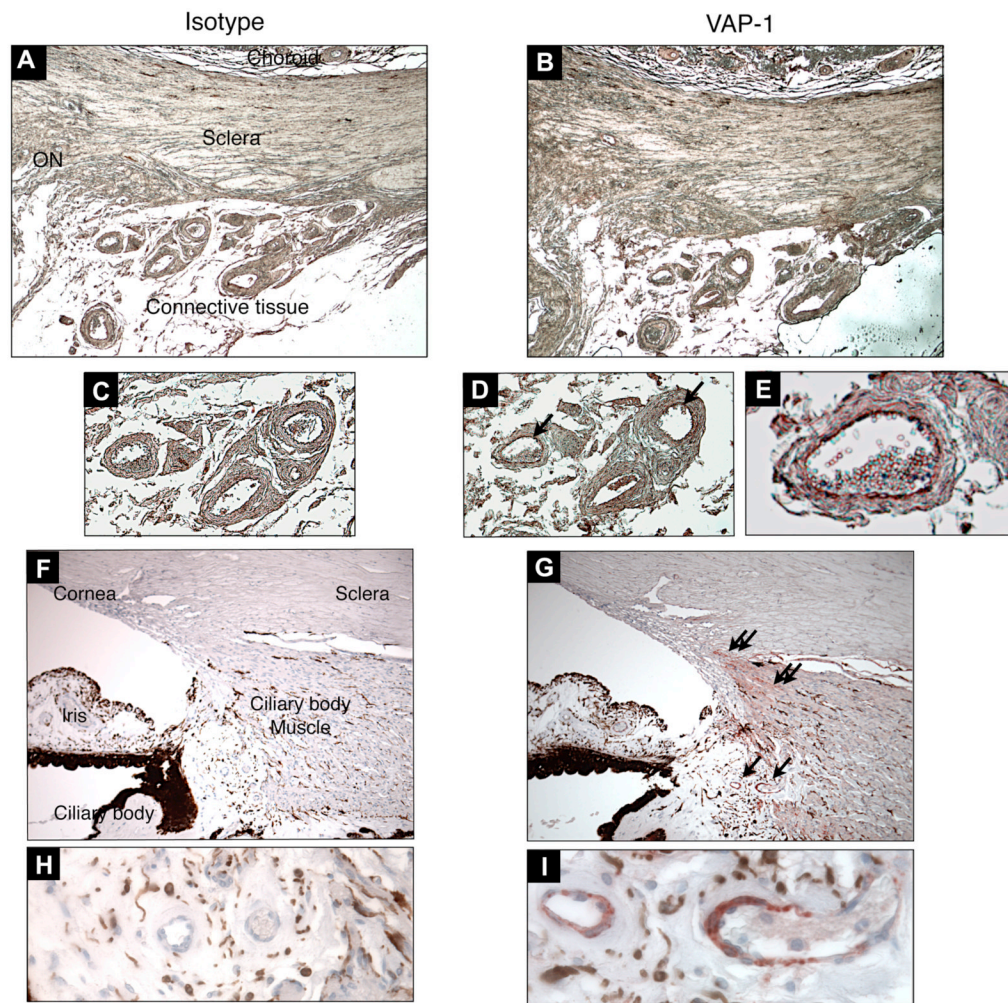 Isotype
VAP-1
A
Choroid
B
Sclera
ON
Connective tissue
C
D
E
F
Cornea
Sclera
G
Iris
Ciliary body
Muscle
Ciliary body
H
I